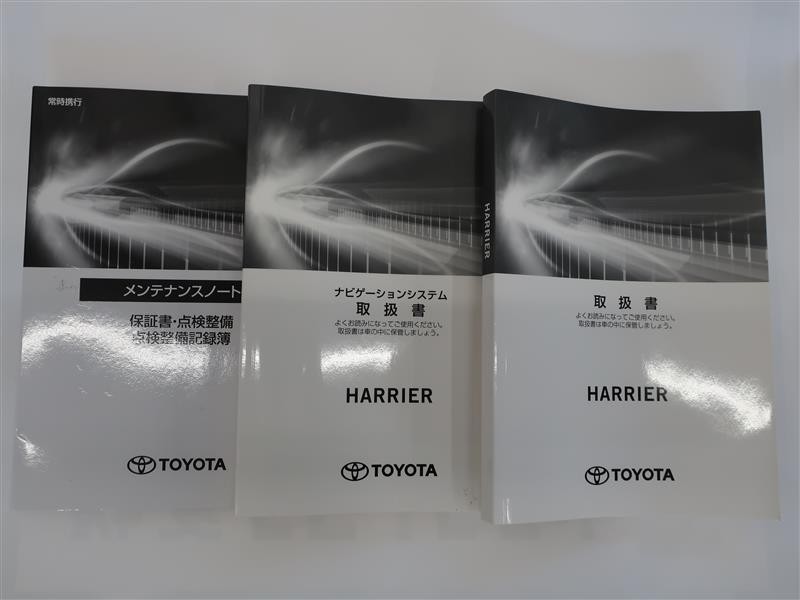 常時携行
メンテナンスノート
保証書・点検整備
点検整備記録簿
TOYOTA
ナビゲーションシステム
取扱書
よくお読みになってご使用ください。
取扱書は車の中に保管しましょう。
HARRIER
TOYOTA
HARRIER
取扱書
よくお読みになってご使用ください。
取扱書は車の中に保管しましょう。
HARRIER
TOYOTA